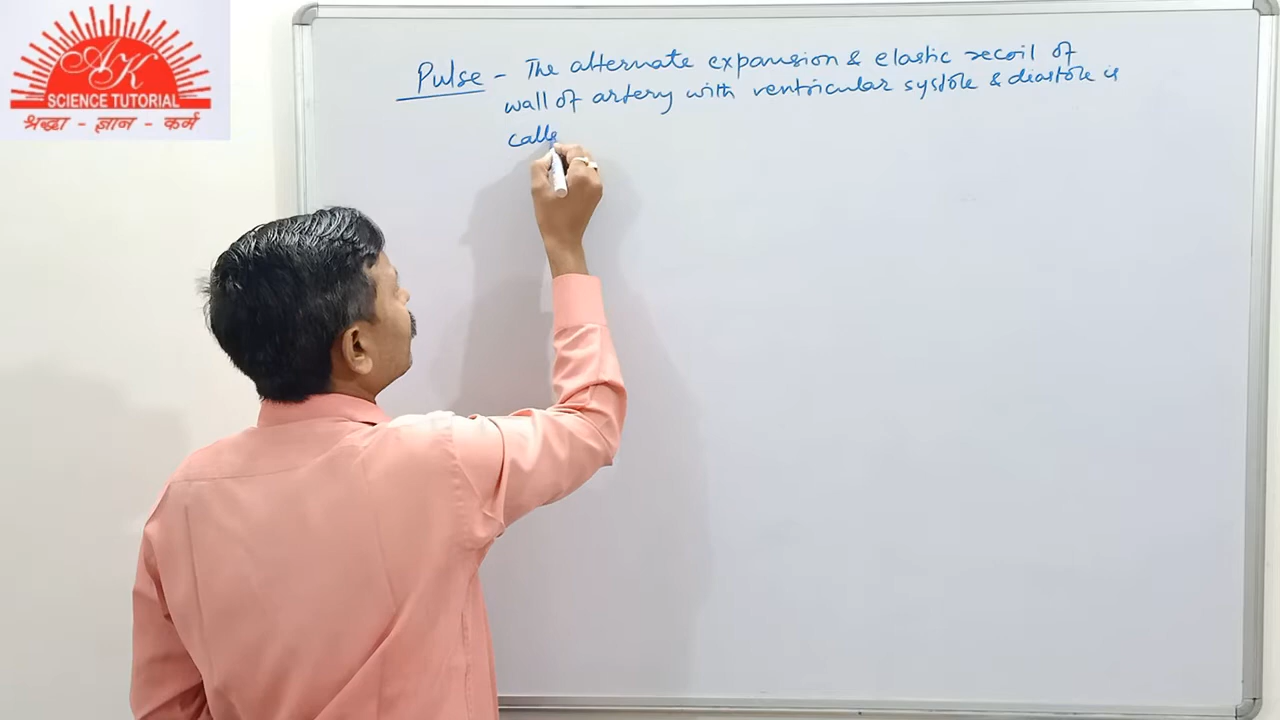 AK
SCIENCE TUTORIAL
श्रद्धा - ज्ञान - कर्म
Pulse - The alternate expansion & elastic recoil of
wall of artery with ventricular systole & diastole is
calle